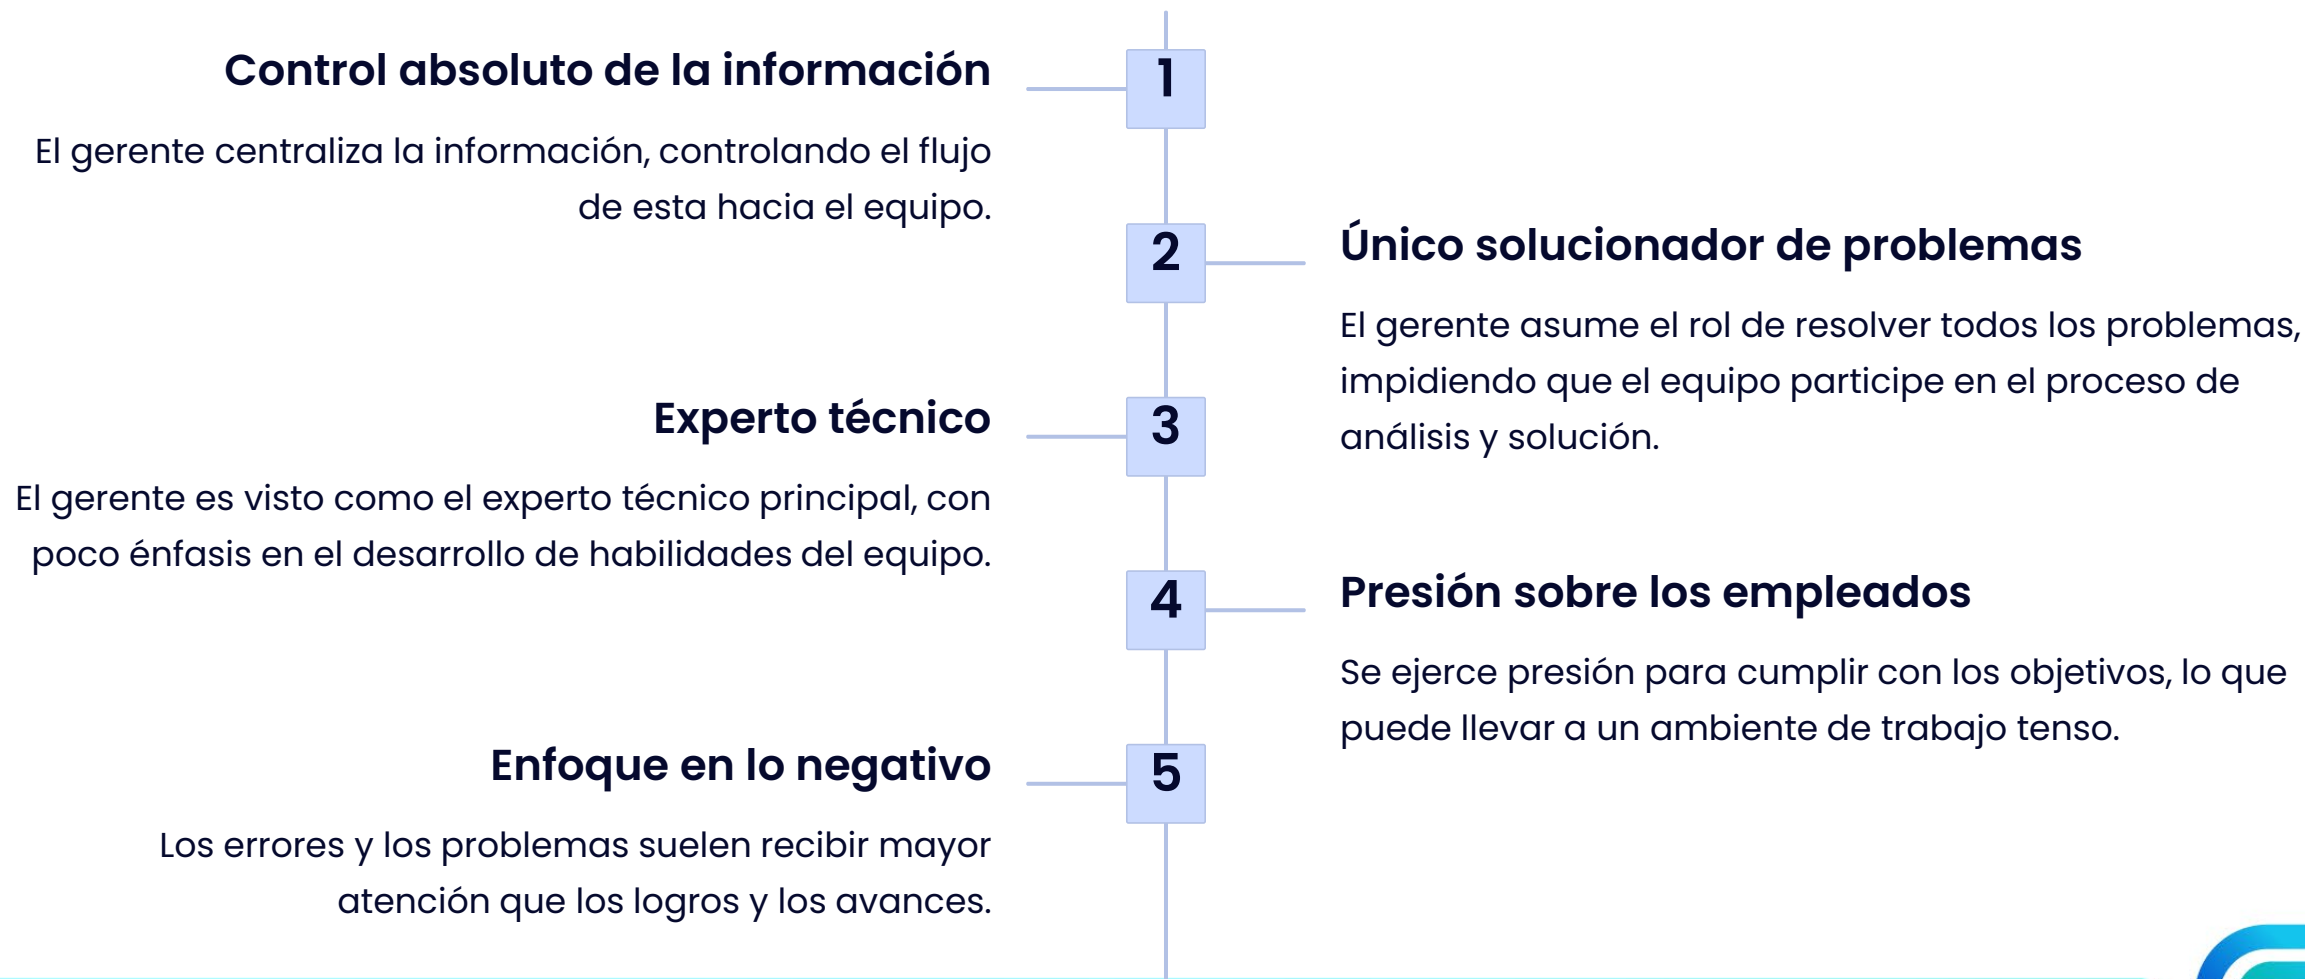 Control absoluto de la información
1
El gerente centraliza la información, controlando el flujo
de esta hacia el equipo.
2
Único solucionador de problemas
El gerente asume el rol de resolver todos los problemas,
impidiendo que el equipo participe en el proceso de
análisis y solución.
Experto técnico
3
El gerente es visto como el experto técnico principal, con
poco énfasis en el desarrollo de habilidades del equipo.
4
Presión sobre los empleados
Se ejerce presión para cumplir con los objetivos, lo que
puede llevar a un ambiente de trabajo tenso.
Enfoque en lo negativo
5
Los errores y los problemas suelen recibir mayor
atención que los logros y los avances.